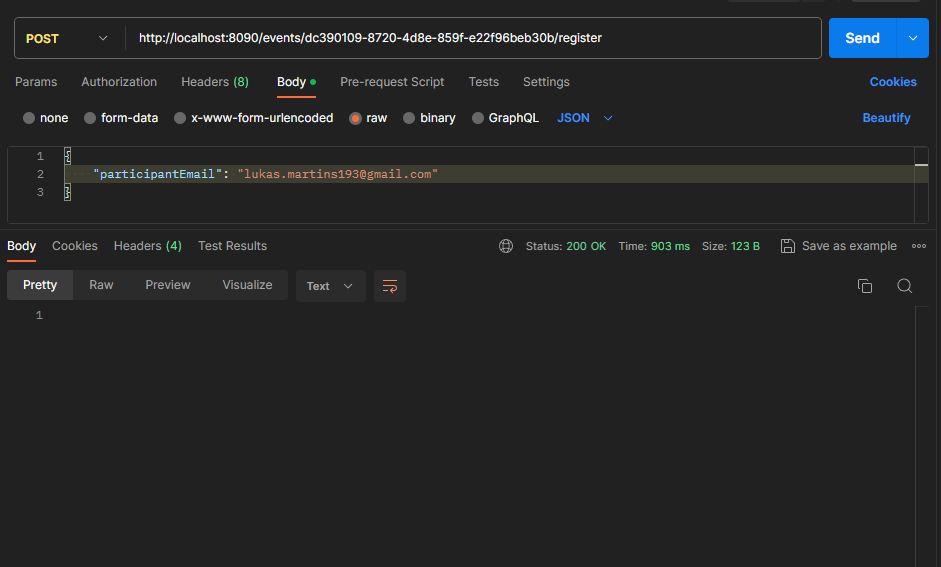 POST http://localhost:8090/events/dc390109-8720-4d8e-859f-e22f96beb30b/register Send
Params Authorization Headers (8) Body Pre-request Script Tests Settings Cookies
none form-data x-www-form-urlencoded raw binary GraphQL JSON Beautify
1 {
2 "participantEmail": "lukas.martins193@gmail.com"
3 }
Body Cookies Headers (4) Test Results Status: 200 OK Time: 903 ms Size: 123 B Save as example
Pretty Raw Preview Visualize Text
1